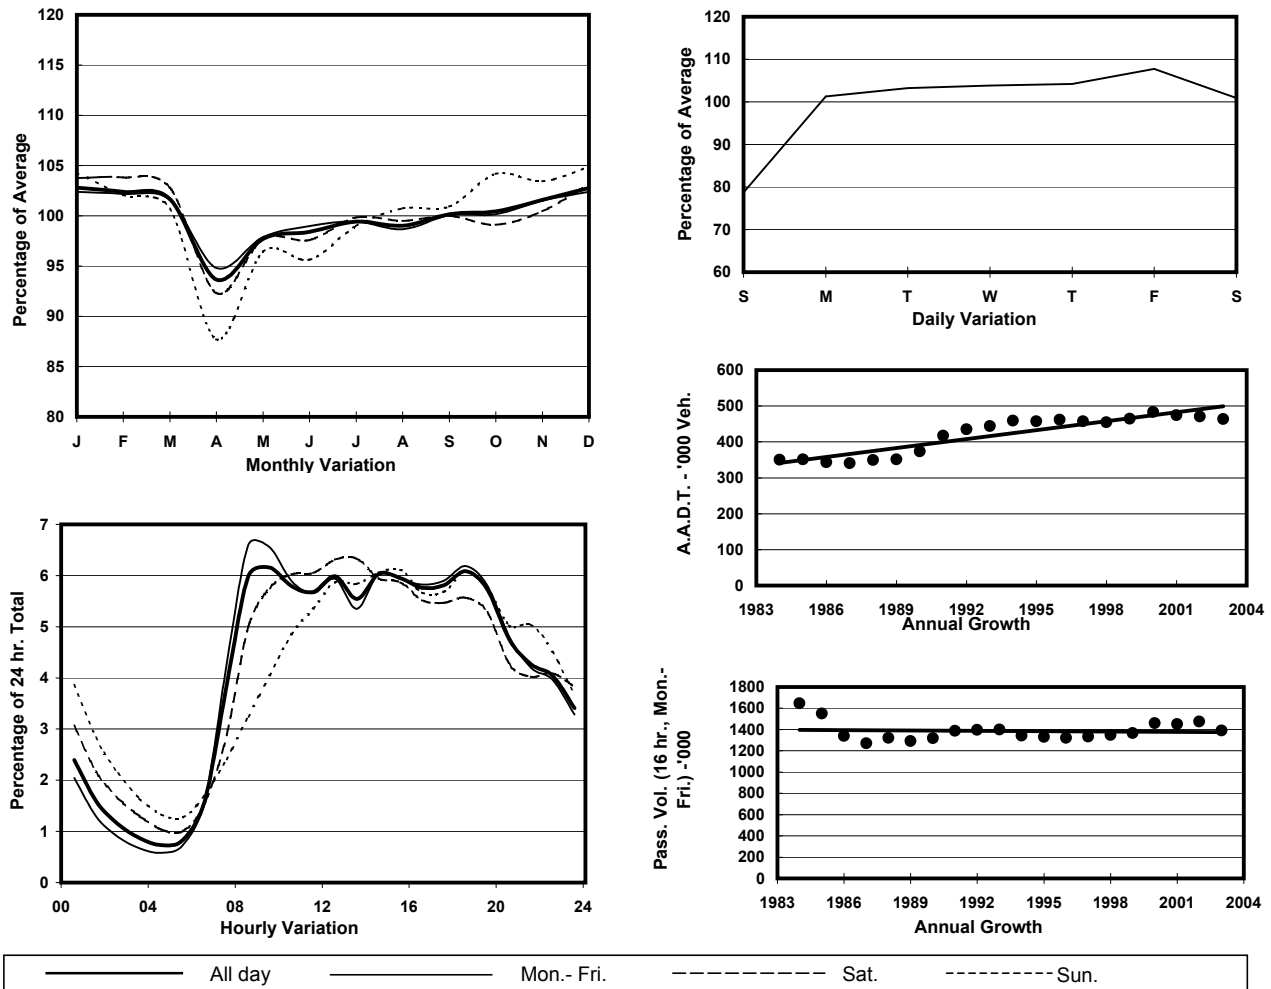 120
115
110
105
100
95
90
85
80
Percentage of Average
J F M A M J J A S O N D
Monthly Variation
120
110
100
90
80
70
60
Percentage of Average
S M T W T F S
Daily Variation
600
500
400
300
200
100
0
A.A.D.T. - '000 Veh.
1983 1986 1989 1992 1995 1998 2001 2004
Annual Growth
7
6
5
4
3
2
1
0
Percentage of 24 hr. Total
00 04 08 12 16 20 24
Hourly Variation
1800
1600
1400
1200
1000
800
600
400
200
0
Pass. Vol. (16 hr., Mon.-
Fri.) -'000
1983 1986 1989 1992 1995 1998 2001 2004
Annual Growth
All day Mon.- Fri. Sat. Sun.